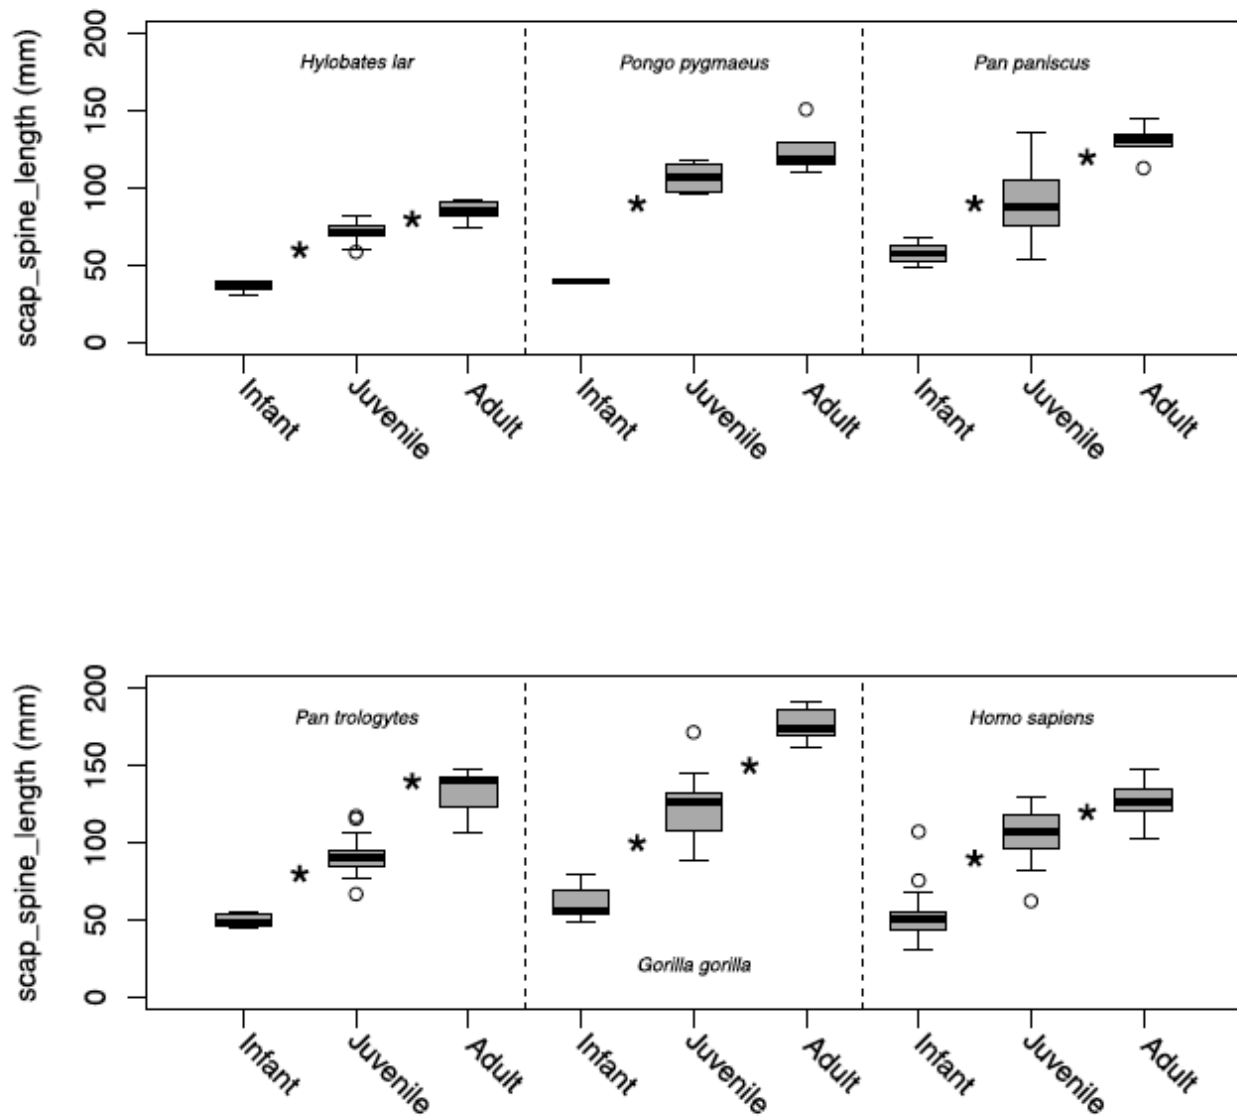 scap_spine_length (mm)
200
150
100
50
0
Hylobates lar
Pongo pygmaeus
Pan paniscus
*
*
*
*
*
Infant
Juvenile
Adult
Infant
Juvenile
Adult
Infant
Juvenile
Adult
scap_spine_length (mm)
200
150
100
50
0
Pan trologytes
Gorilla gorilla
Homo sapiens
*
*
*
*
*
*
Infant
Juvenile
Adult
Infant
Juvenile
Adult
Infant
Juvenile
Adult